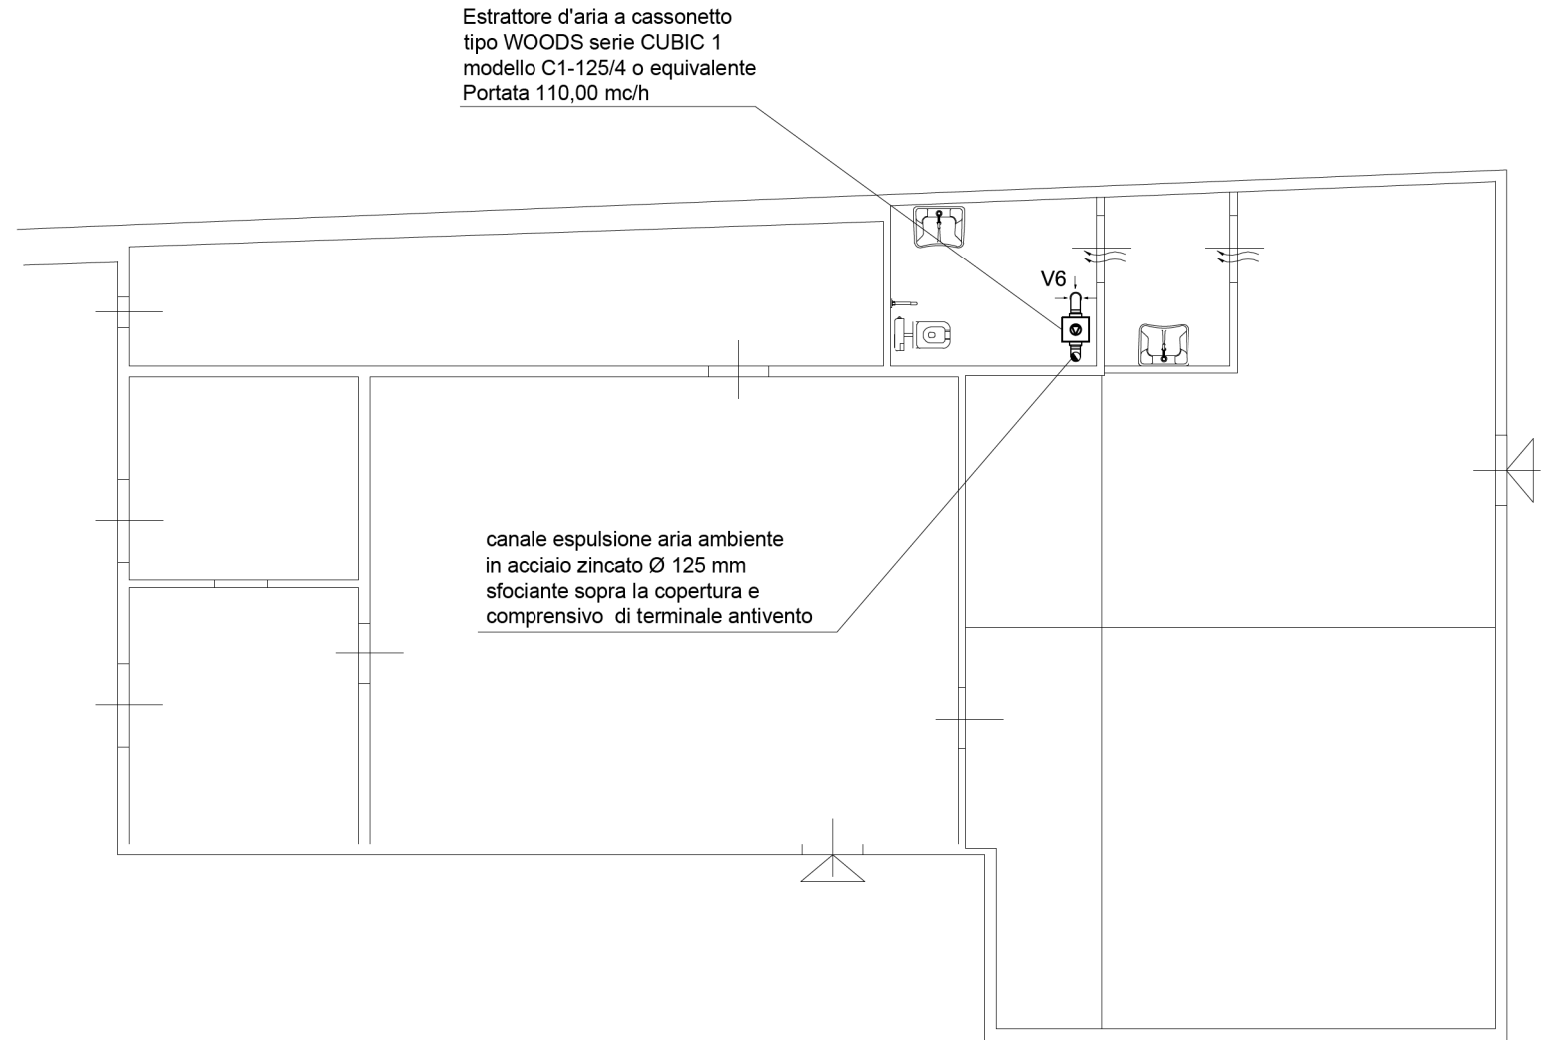 Estrattore d'aria a cassonetto
tipo WOODS serie CUBIC 1
modello C1-125/4 o equivalente
Portata 110,00 mc/h
V6
canale espulsione aria ambiente
in acciaio zincato Ø 125 mm
sfociante sopra la copertura e
comprensivo  di terminale antivento